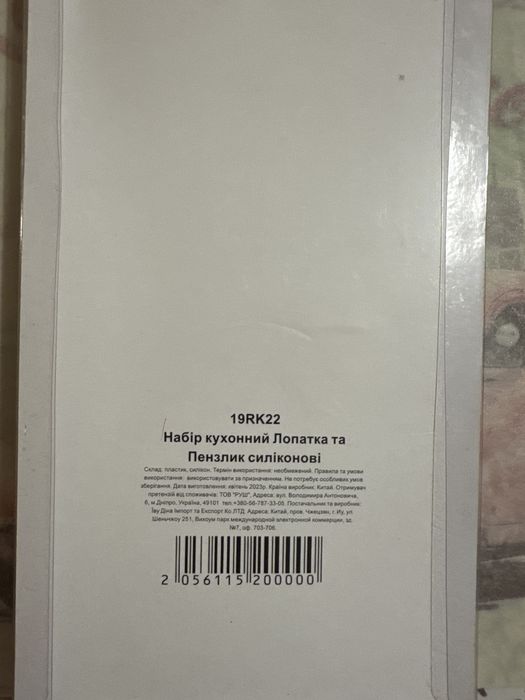 19RK22
Набір кухонний Лопатка та
Пензлик силіконові
Склад: пластик, силікон. Термін використання: необмежений. Правила та умови
використання: використовувати за призначенням. Не потребує особливих умов
зберігання. Дата виготовлення: квітень 2023р. Країна виробник: Китай. Отримувач
претензій від споживачів: ТОВ "РУШ", Адреса: вул. Володимира Антоновича,
6, м.Дніпро, Україна, 49101 тел:+380-56-787-33-05. Постачальник та виробник:
Іву Діна Імпорт та Експорт Ко ЛТД, Адреса: Китай, пров. Чжецзян, г. Иу, ул.
Шеньчжоу 251, Вихоум парк международной электронной коммерции, зд.
№7, оф. 703-706.
2 056115 200000